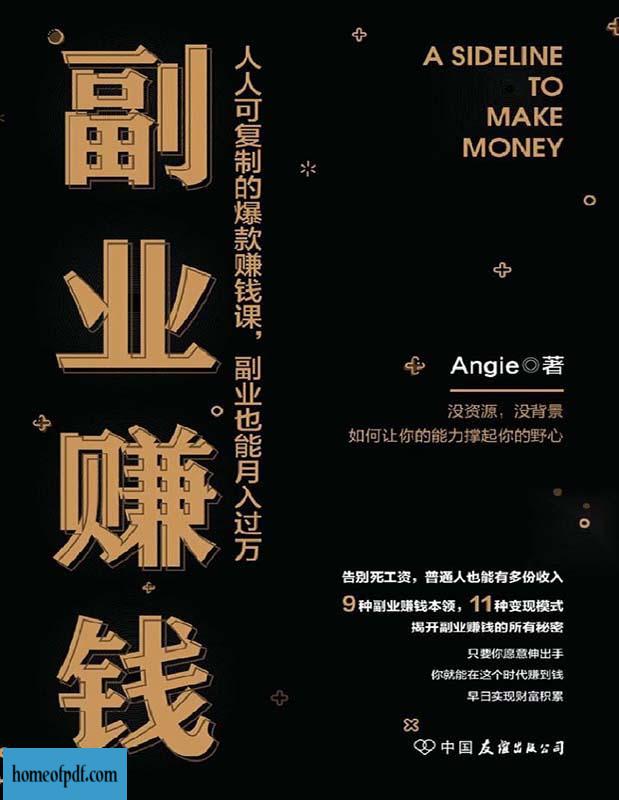 副业赚钱
人人可复制的爆款赚钱课，副业也能月入过万
A SIDELINE
TO
MAKE
MONEY
Angie◎著
没资源，没背景
如何让你的能力撑起你的野心
告别死工资，普通人也能有多份收入
9种副业赚钱本领，11种变现模式
揭开副业赚钱的所有秘密
只要你愿意伸出手
你就能在这个时代赚到钱
早日实现财富积累
中国友谊出版公司
homeofpdf.com